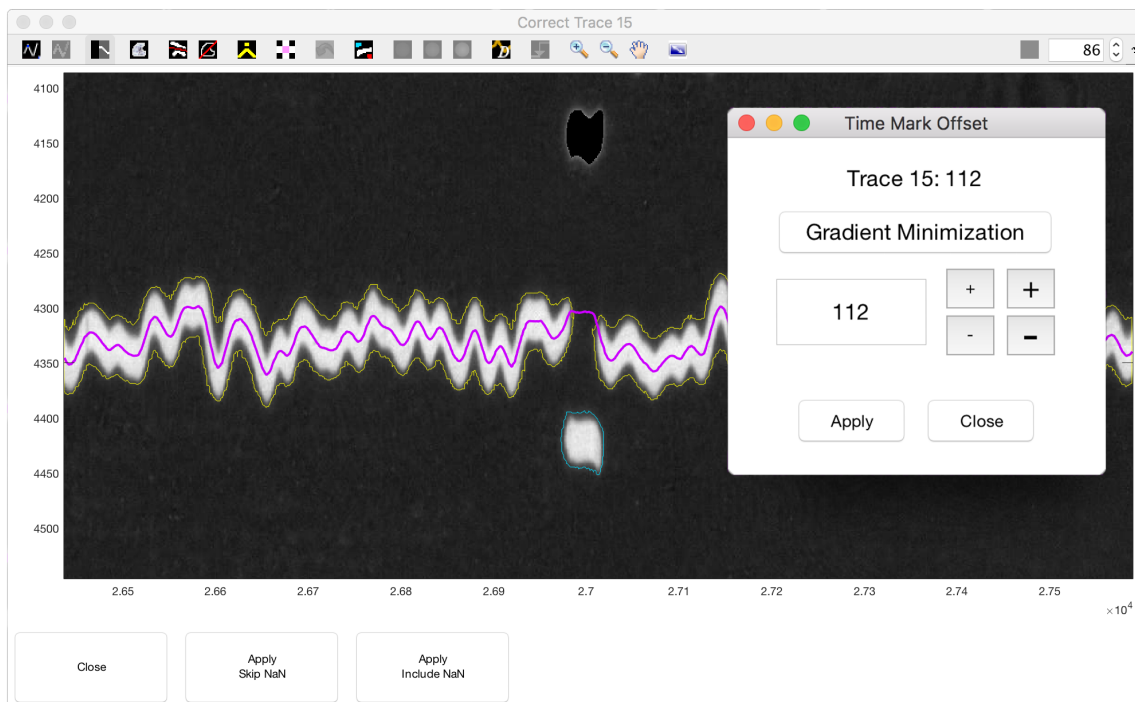 Correct Trace 15
86
4100
4150
4200
4250
4300
4350
4400
4450
4500
2.65
2.66
2.67
2.68
2.69
2.7
2.71
2.72
2.73
2.74
2.75
×10⁴
Time Mark Offset
Trace 15: 112
Gradient Minimization
112
+
+
-
-
Apply
Close
Close
Apply
Skip NaN
Apply
Include NaN